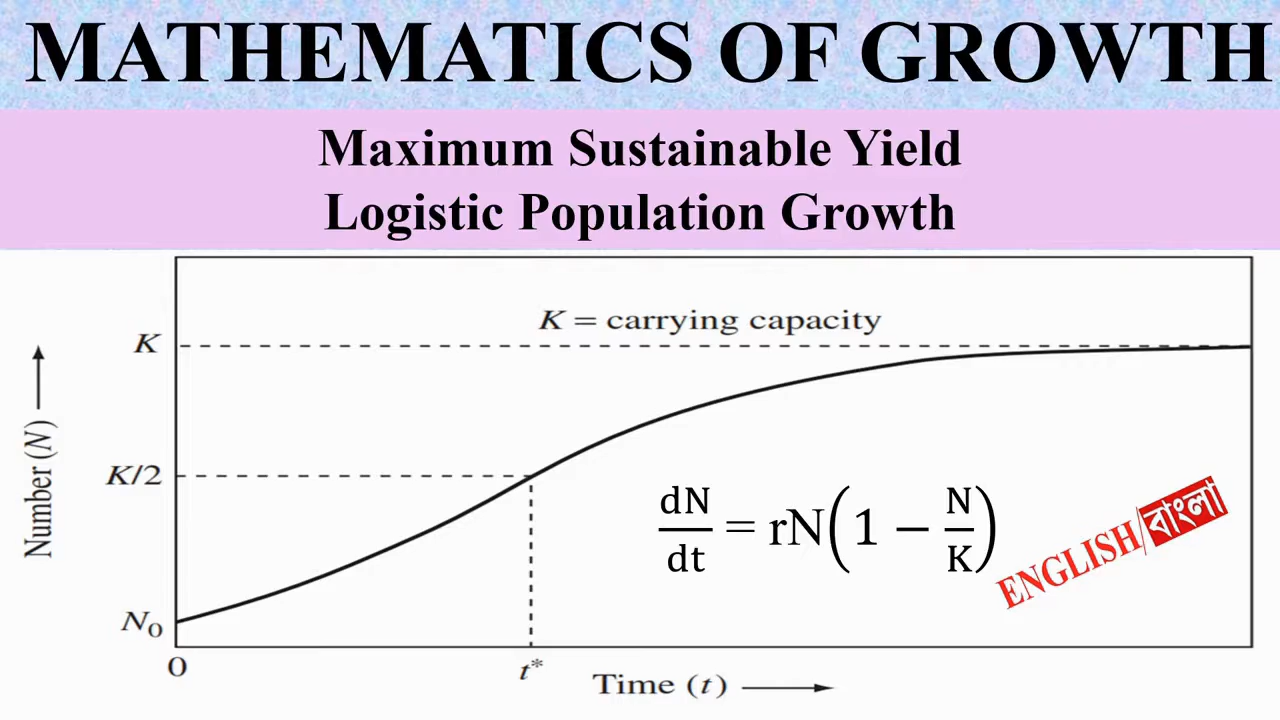 MATHEMATICS OF GROWTH
Maximum Sustainable Yield
Logistic Population Growth
K = carrying capacity
K
Number (N)
K/2
dN/dt = rN(1 − N/K)
ENGLISH/বাংলা
N₀
0
t*
Time (t)